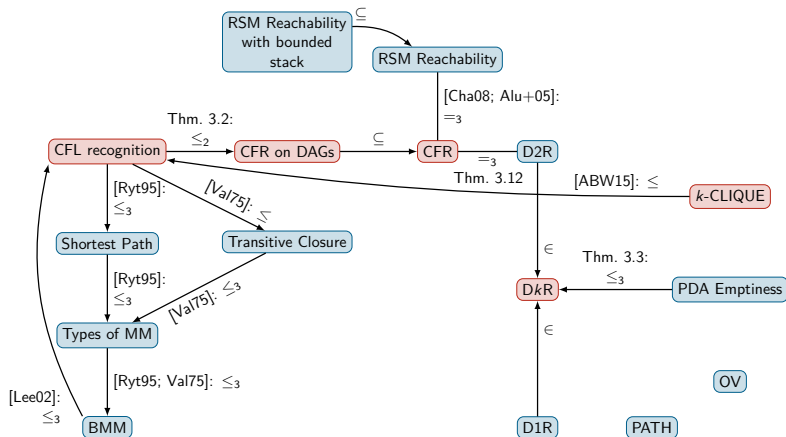 RSM Reachability
with bounded
stack
⊆
RSM Reachability
[Cha08; Alu+05]:
=₃
Thm. 3.2:
≤₂
CFL recognition
CFR on DAGs
⊆
CFR
=₃
D2R
Thm. 3.12
[ABW15]: ≤
k-CLIQUE
[Ryt95]:
≤₃
[Val75]: ≤
Shortest Path
Transitive Closure
∈
Thm. 3.3:
≤₃
[Ryt95]:
≤₃
[Val75]: ≤₃
DkR
PDA Emptiness
Types of MM
∈
[Ryt95; Val75]: ≤₃
OV
[Lee02]:
≤₃
BMM
D1R
PATH